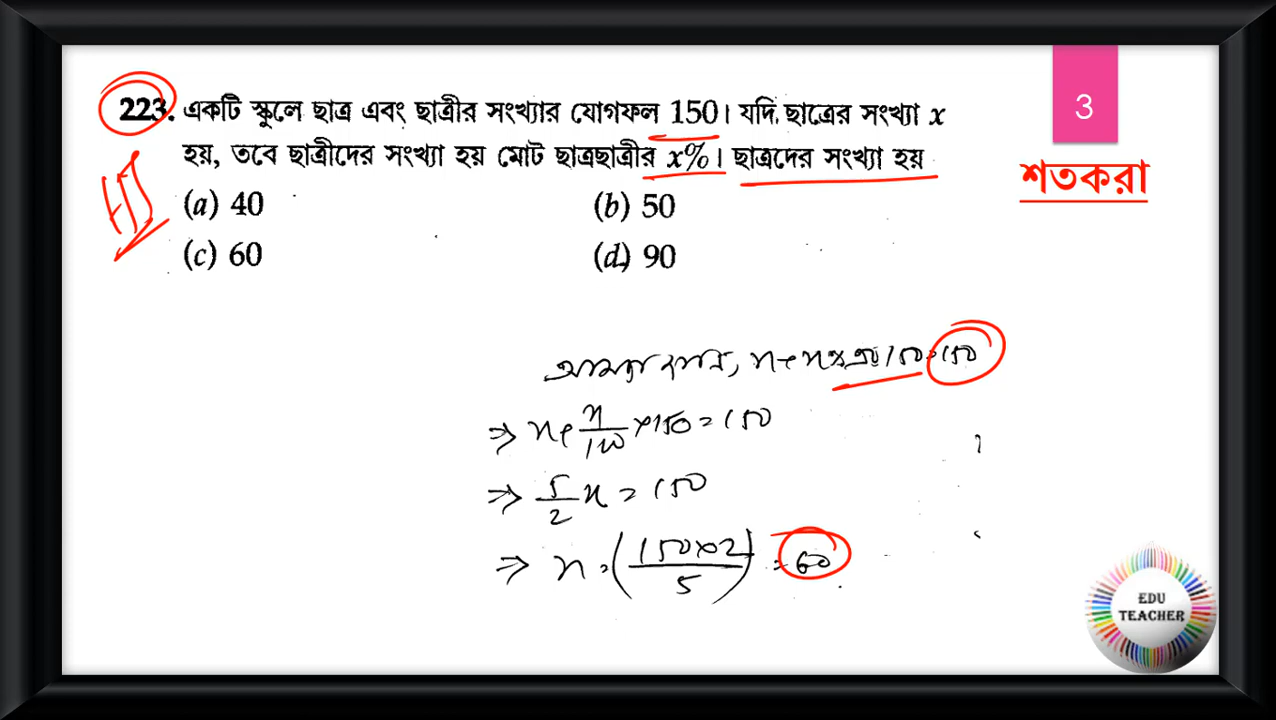 3
223. একটি স্কুলে ছাত্র এবং ছাত্রীর সংখ্যার যোগফল 150। যদি ছাত্রের সংখ্যা x
হয়, তবে ছাত্রীদের সংখ্যা হয় মোট ছাত্রছাত্রীর x%। ছাত্রদের সংখ্যা হয়
শতকরা
(a) 40 (b) 50
(c) 60 (d) 90
150
⇒ x + x/100 × 150 = 150
⇒ 5/2 x = 150
⇒ x = (150×2/5) = 60
EDU
TEACHER